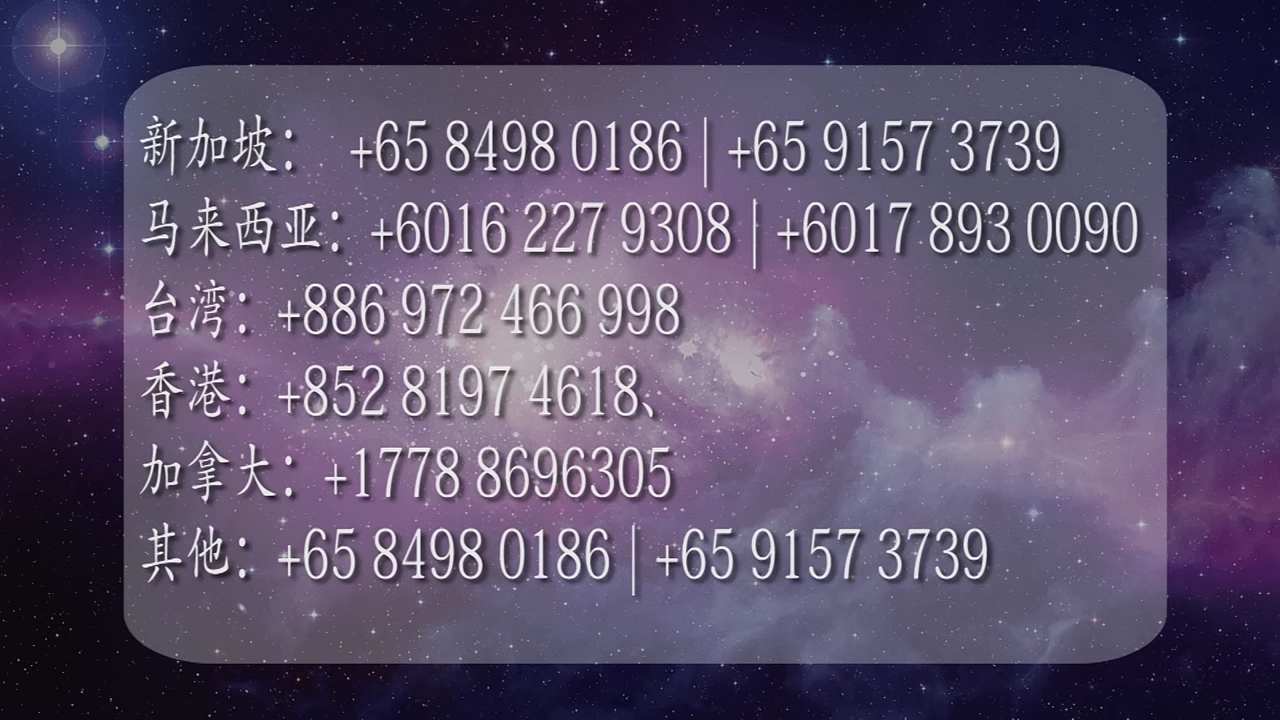 新加坡： +65 8498 0186 | +65 9157 3739
马来西亚：+6016 227 9308 | +6017 893 0090
台湾：+886 972 466 998
香港：+852 8197 4618、
加拿大：+1778 8696305
其他：+65 8498 0186 | +65 9157 3739